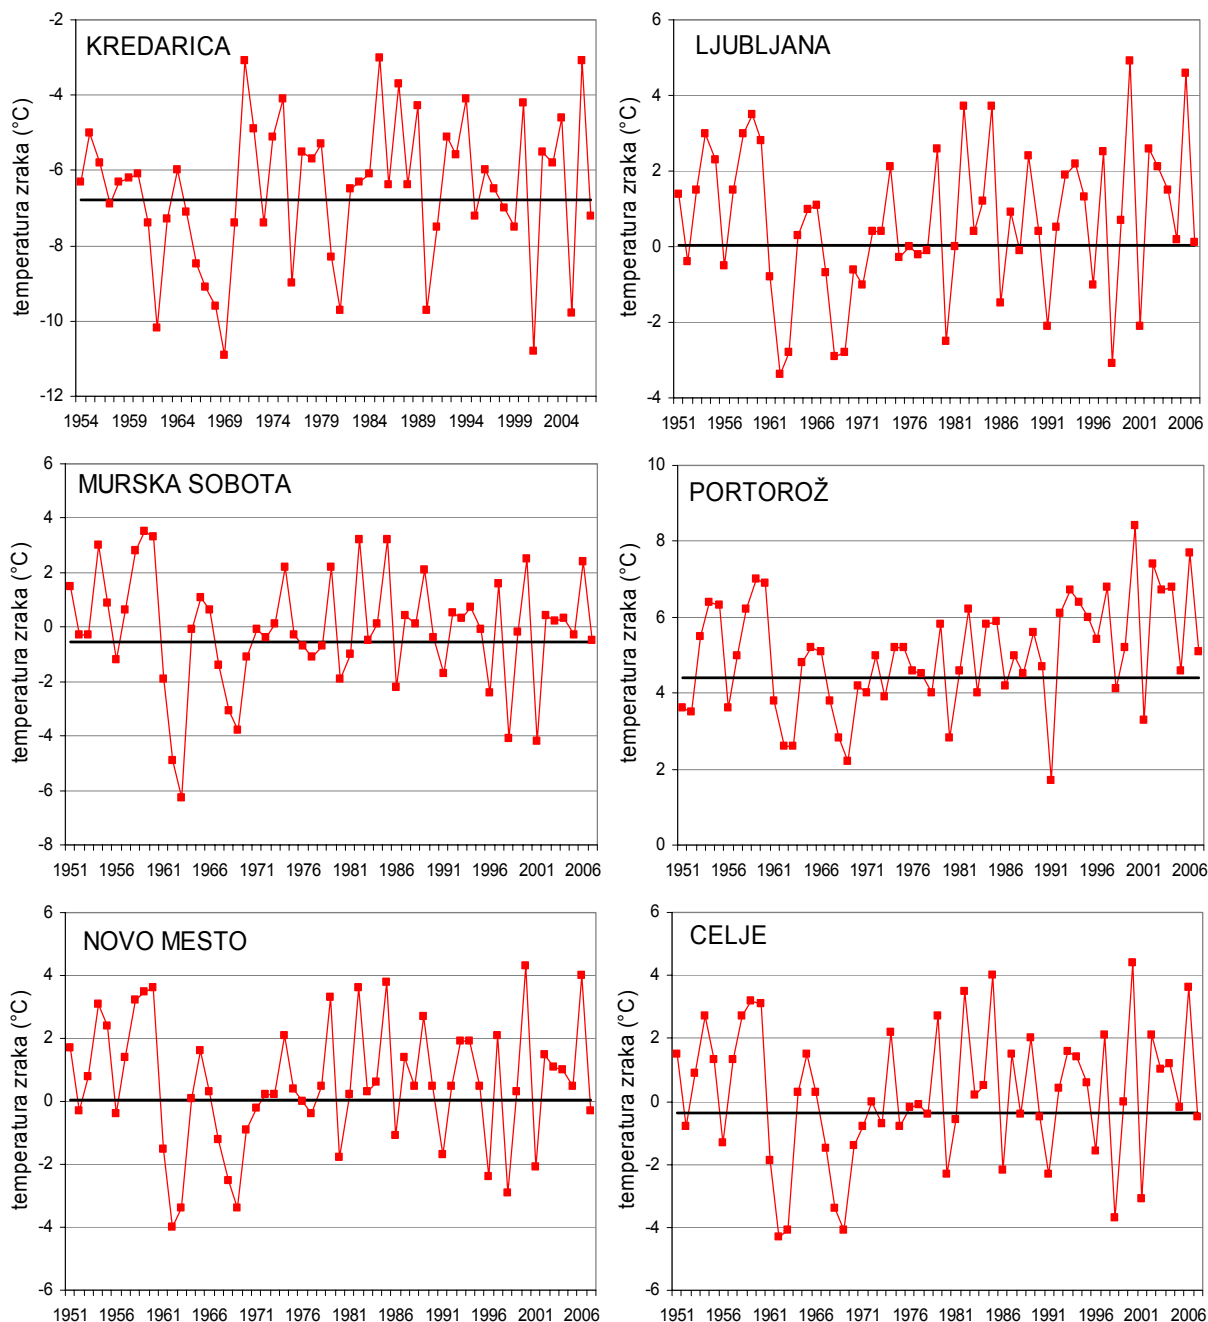 KREDARICA
temperatura zraka (°C)
-2
-4
-6
-8
-10
-12
1954 1959 1964 1969 1974 1979 1984 1989 1994 1999 2004
LJUBLJANA
temperatura zraka (°C)
6
4
2
0
-2
-4
1951 1956 1961 1966 1971 1976 1981 1986 1991 1996 2001 2006
MURSKA SOBOTA
temperatura zraka (°C)
6
4
2
0
-2
-4
-6
-8
1951 1956 1961 1966 1971 1976 1981 1986 1991 1996 2001 2006
PORTOROŽ
temperatura zraka (°C)
10
8
6
4
2
0
1951 1956 1961 1966 1971 1976 1981 1986 1991 1996 2001 2006
NOVO MESTO
temperatura zraka (°C)
6
4
2
0
-2
-4
-6
1951 1956 1961 1966 1971 1976 1981 1986 1991 1996 2001 2006
CELJE
temperatura zraka (°C)
6
4
2
0
-2
-4
-6
1951 1956 1961 1966 1971 1976 1981 1986 1991 1996 2001 2006